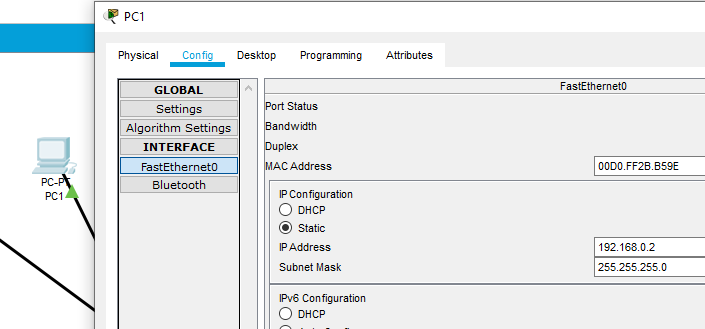 PC1
Physical Config Desktop Programming Attributes
GLOBAL
Settings
Algorithm Settings
INTERFACE
FastEthernet0
Bluetooth
FastEthernet0
Port Status
Bandwidth
Duplex
MAC Address 00D0.FF2B.B59E
IP Configuration
DHCP
Static
IP Address 192.168.0.2
Subnet Mask 255.255.255.0
IPv6 Configuration
DHCP
PC-PT
PC1